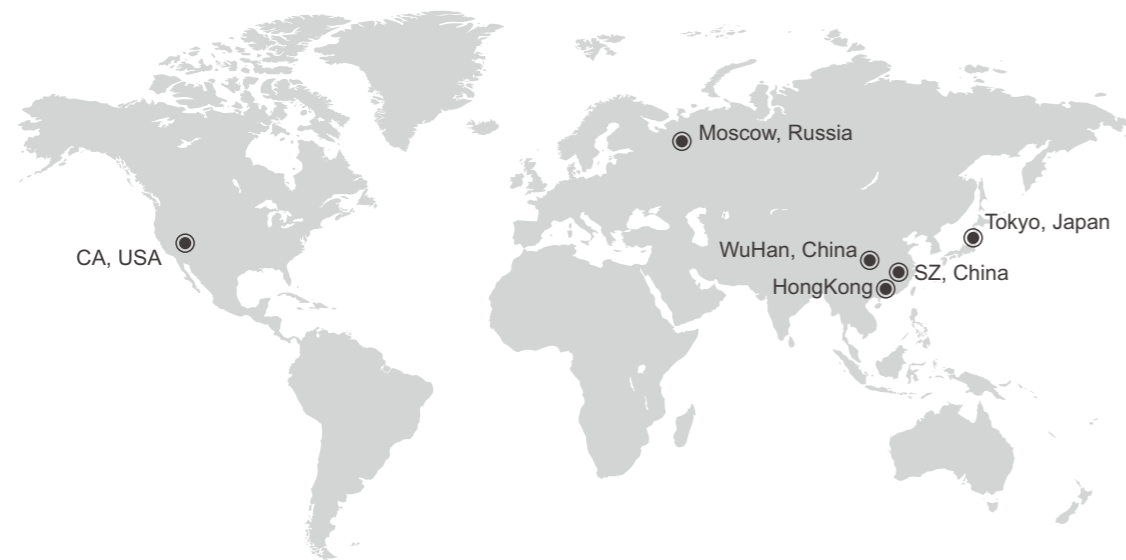 Moscow, Russia
Tokyo, Japan
CA, USA
WuHan, China
SZ, China
HongKong